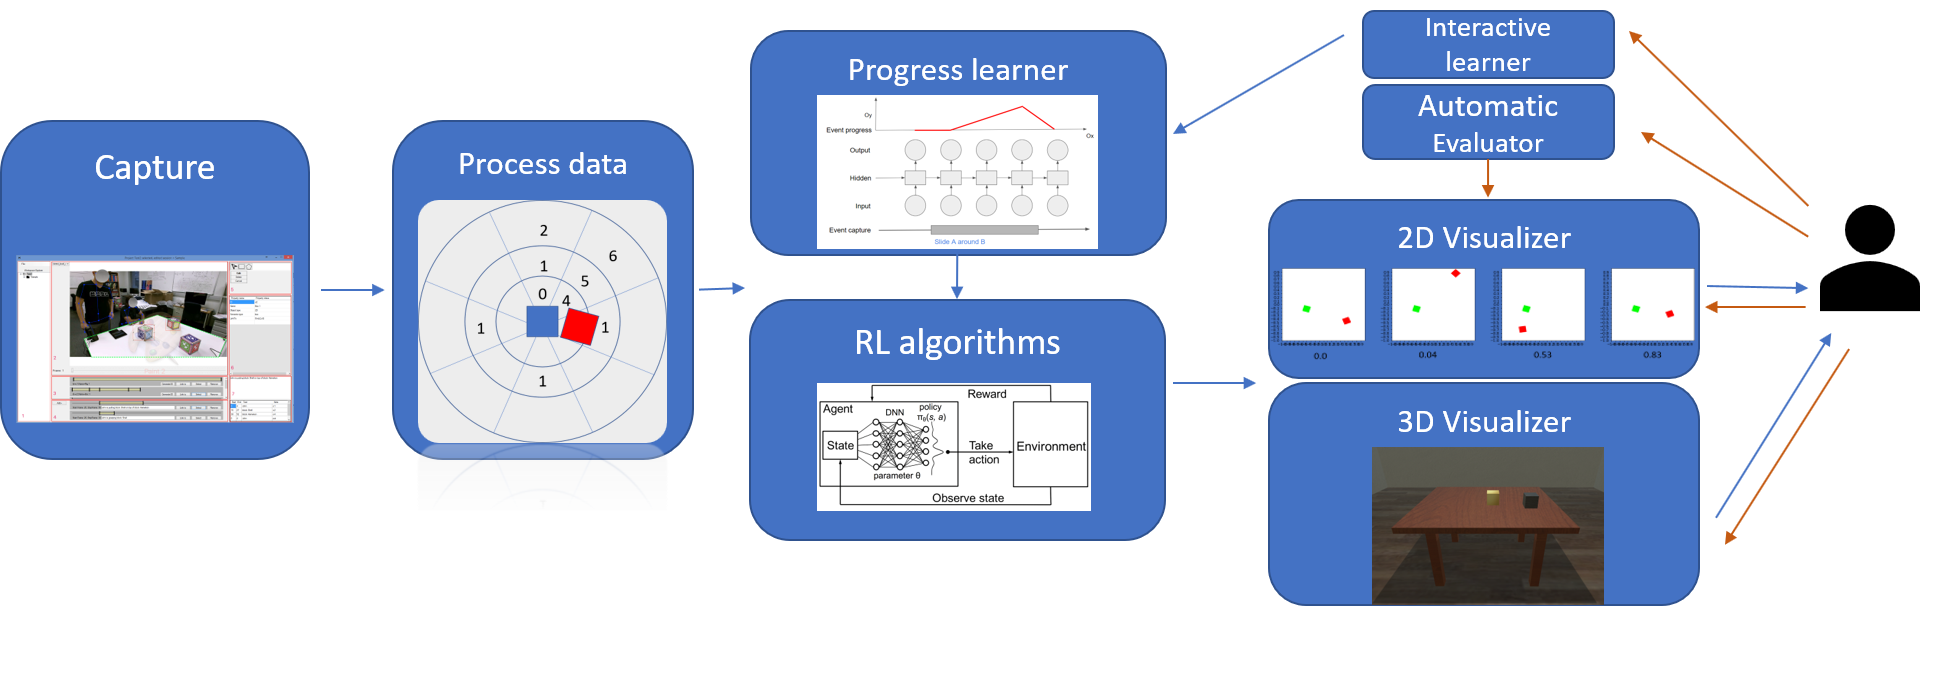 Capture
Process data
2
6
1
5
0
4
1
1
1
Progress learner
Oy
Event progress
Ox
Output
Hidden
Input
Event capture
Slide A around B
RL algorithms
Reward
Agent
DNN
policy
πθ(s, a)
State
Take
action
Environment
parameter θ
Observe state
Interactive
learner
Automatic
Evaluator
2D Visualizer
0.0
0.04
0.53
0.83
3D Visualizer